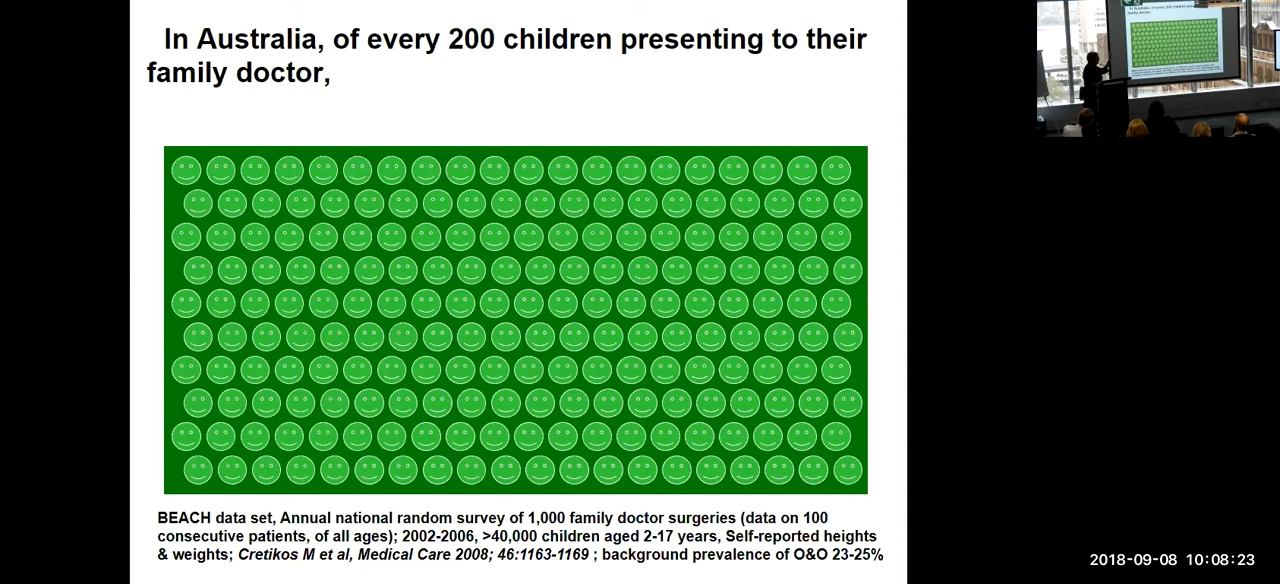 In Australia, of every 200 children presenting to their
family doctor,
BEACH data set, Annual national random survey of 1,000 family doctor surgeries (data on 100
consecutive patients, of all ages); 2002-2006, >40,000 children aged 2-17 years, Self-reported heights
& weights; Cretikos M et al, Medical Care 2008; 46:1163-1169 ; background prevalence of O&O 23-25%
2018-09-08 10:08:23